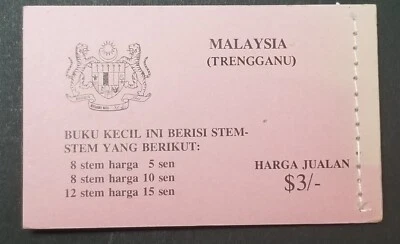 MALAYSIA
(TRENGGANU)
BUKU KECIL INI BERISI STEM-
STEM YANG BERIKUT:
8 stem harga 5 sen
8 stem harga 10 sen
12 stem harga 15 sen
HARGA JUALAN
$3/-